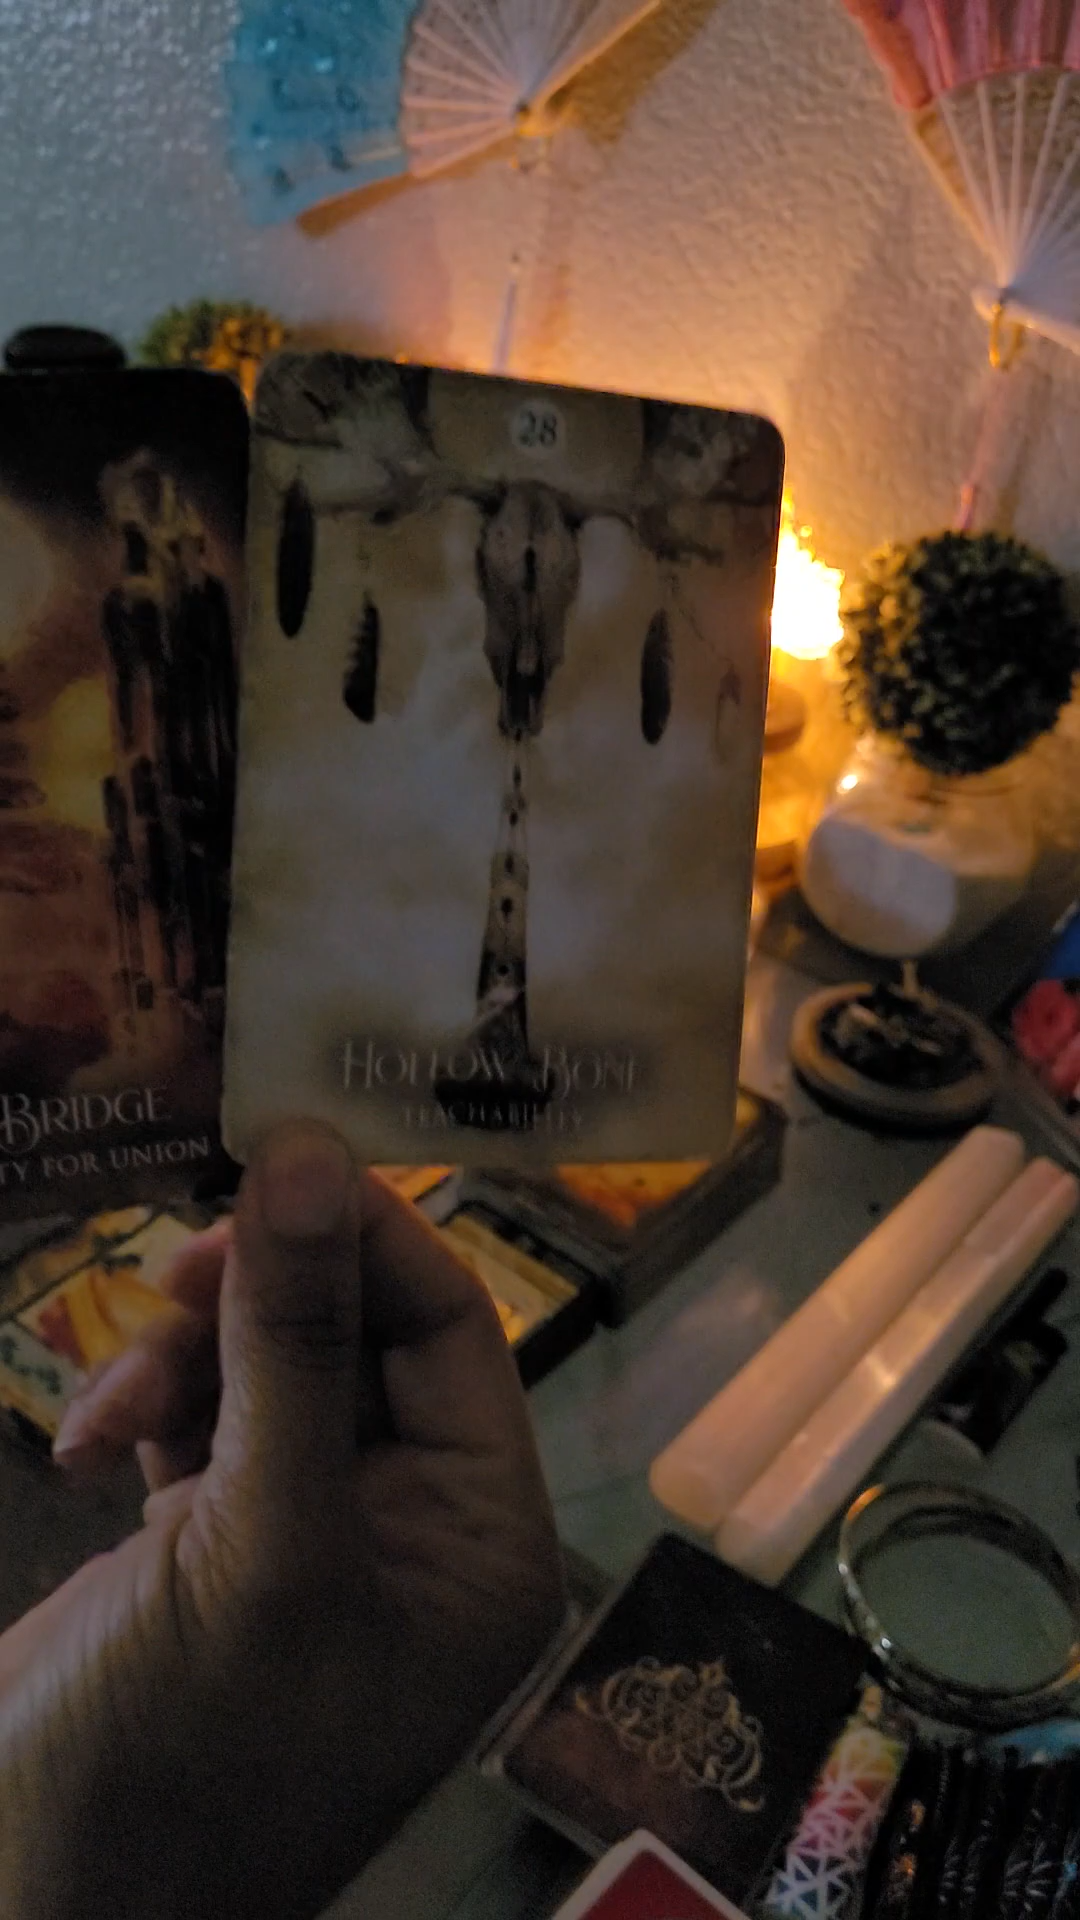 28
HOLLOW BONE
TEACHABILITY
BRIDGE
TY FOR UNION